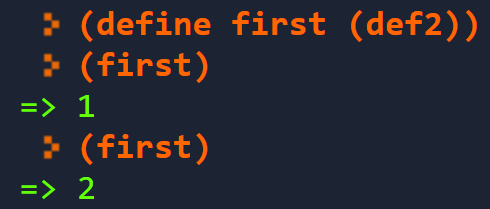 > (define first (def2))
> (first)
=> 1
> (first)
=> 2